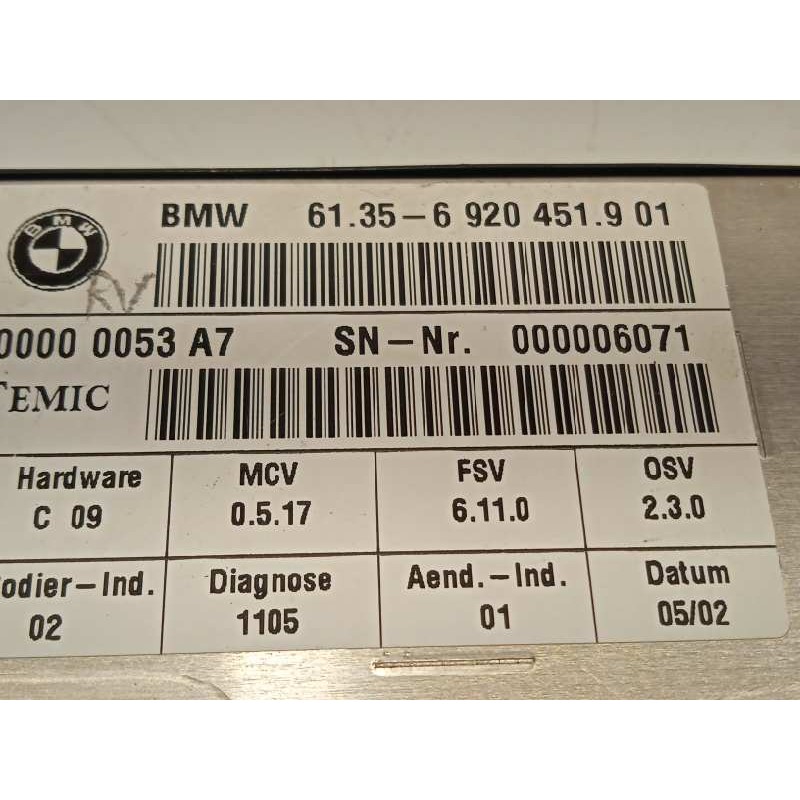 BMW
BMW 61.35-6 920 451.9 01
RV
0000 0053 A7 SN-Nr. 000006071
TEMIC
Hardware MCV FSV OSV
C 09 0.5.17 6.11.0 2.3.0
odier-Ind. Diagnose Aend.-Ind. Datum
02 1105 01 05/02